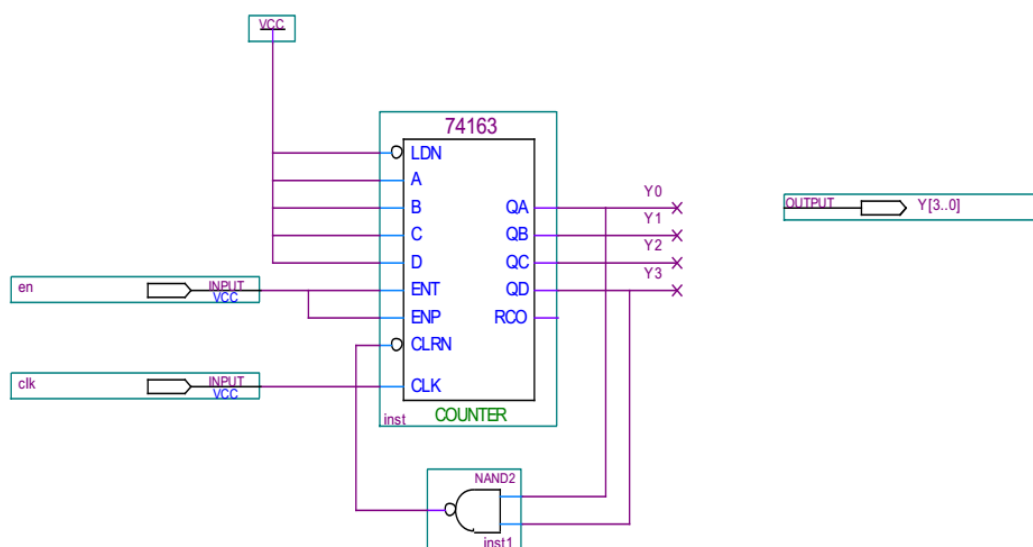 VCC
74163
LDN
A
B
C
D
ENT
ENP
CLRN
CLK
QA
QB
QC
QD
RCO
Y0
Y1
Y2
Y3
OUTPUT
Y[3..0]
en
INPUT
VCC
clk
INPUT
VCC
inst
COUNTER
NAND2
inst1